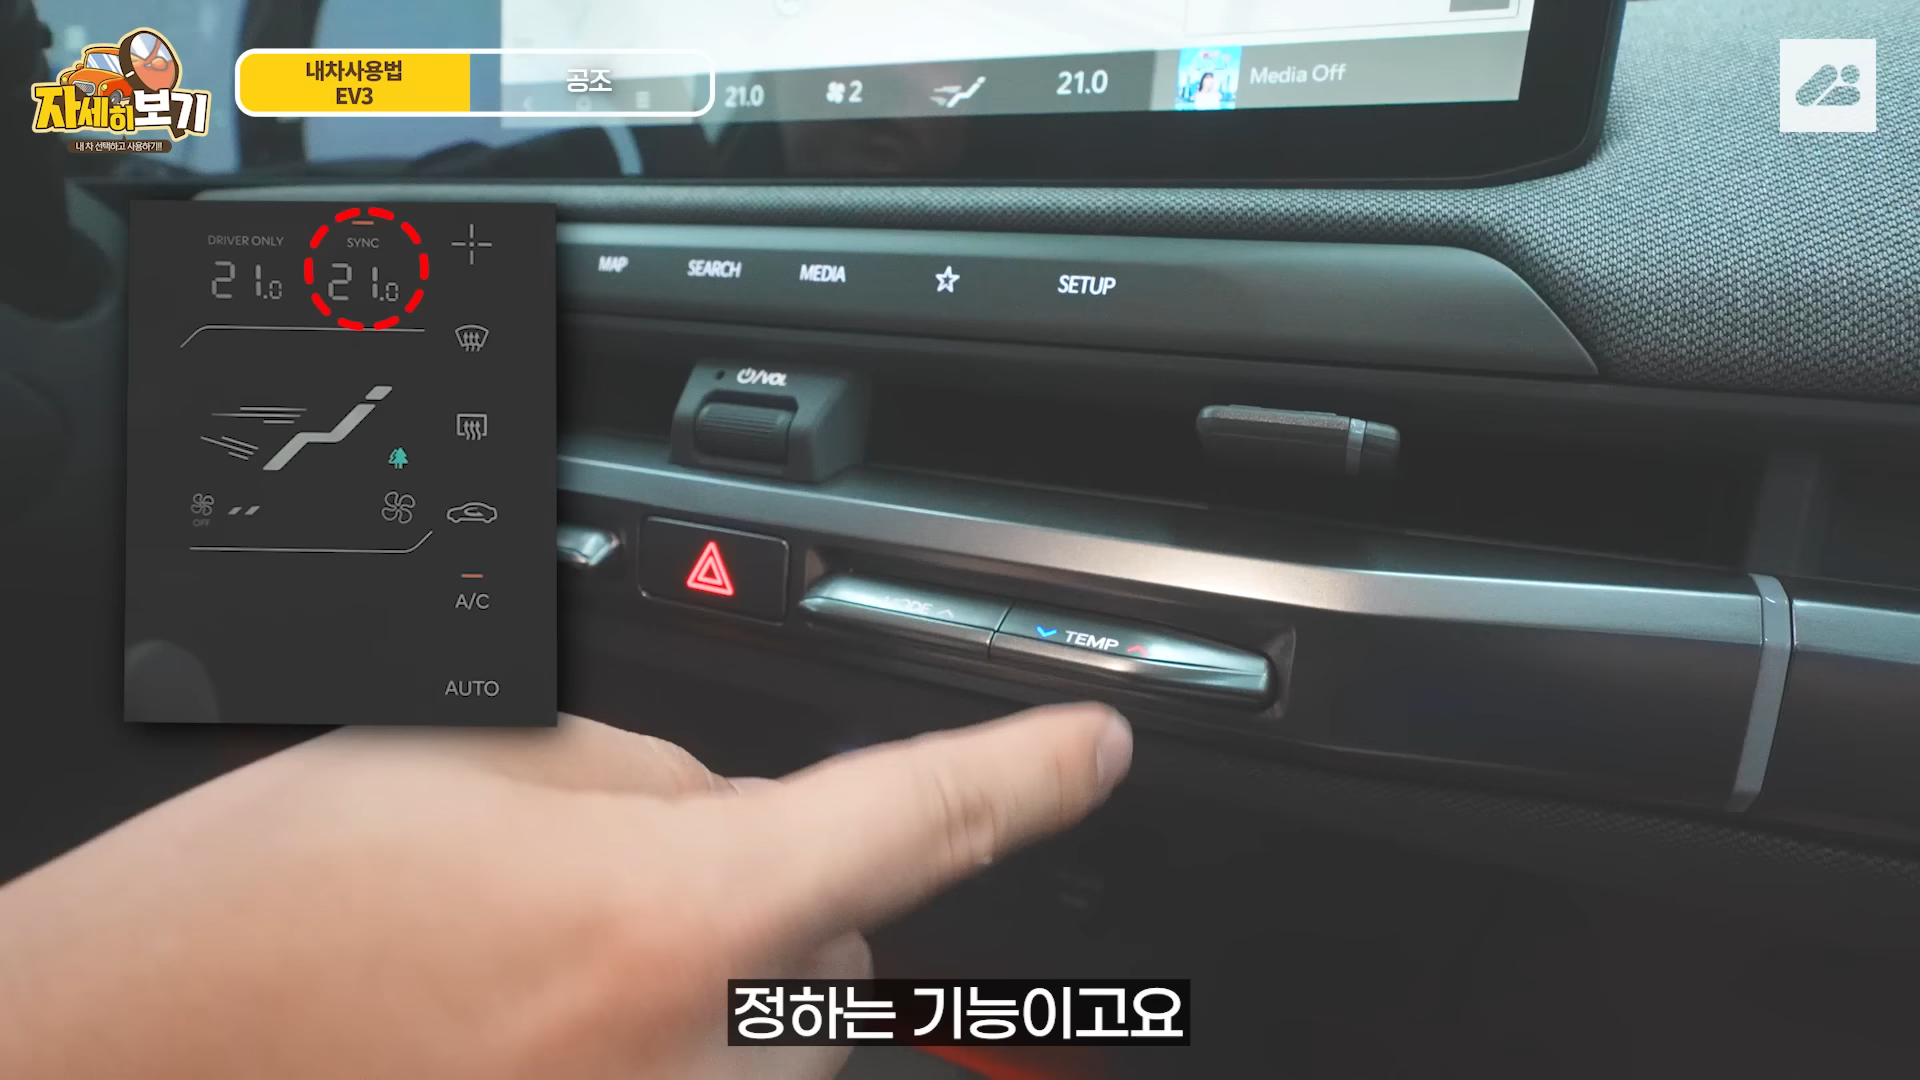 자세히보기
내 차 선택하고 사용하기!!
내차사용법
EV3
공조
21.0
2
21.0
Media Off
DRIVER ONLY
SYNC
21.0
21.0
OFF
A/C
AUTO
MAP
SEARCH
MEDIA
SETUP
/VOL
MODE
TEMP
정하는 기능이고요